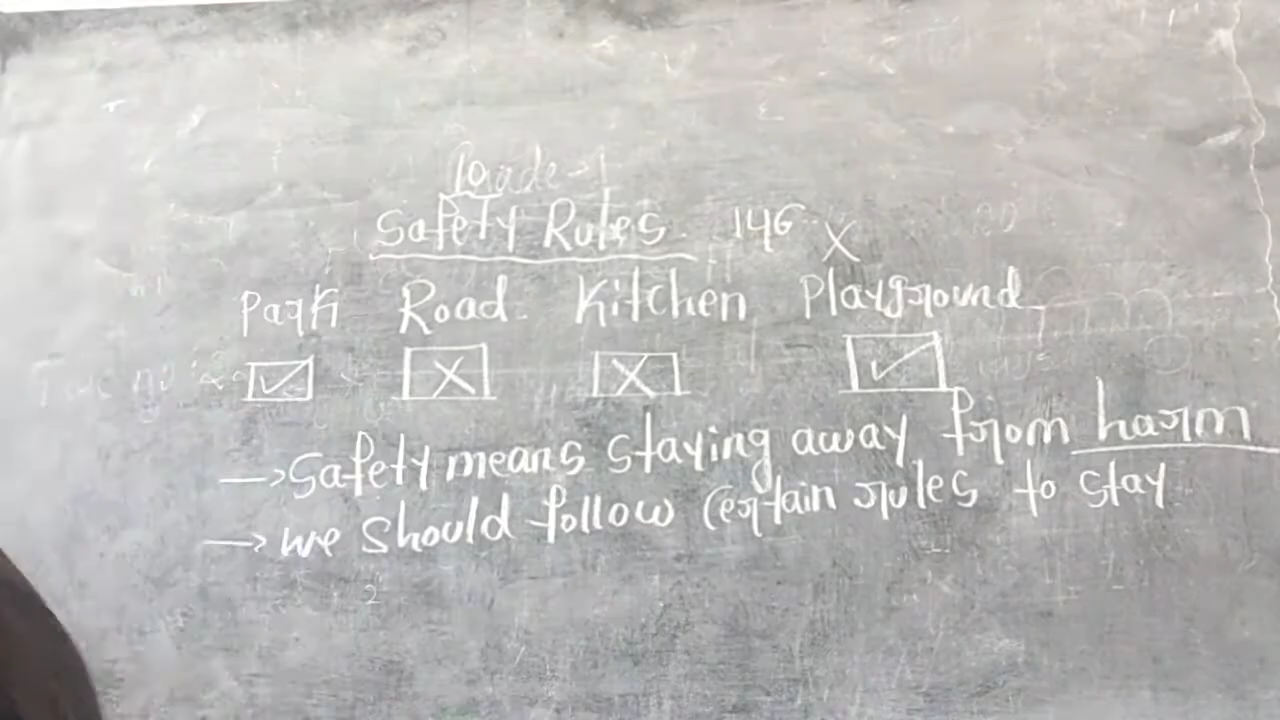 Grade-1
Safety Rules. 146 X
Park Road Kitchen Playground
☑ ☒ ☒ ☑
→ Safety means staying away from harm
→ we should follow certain rules to stay
2